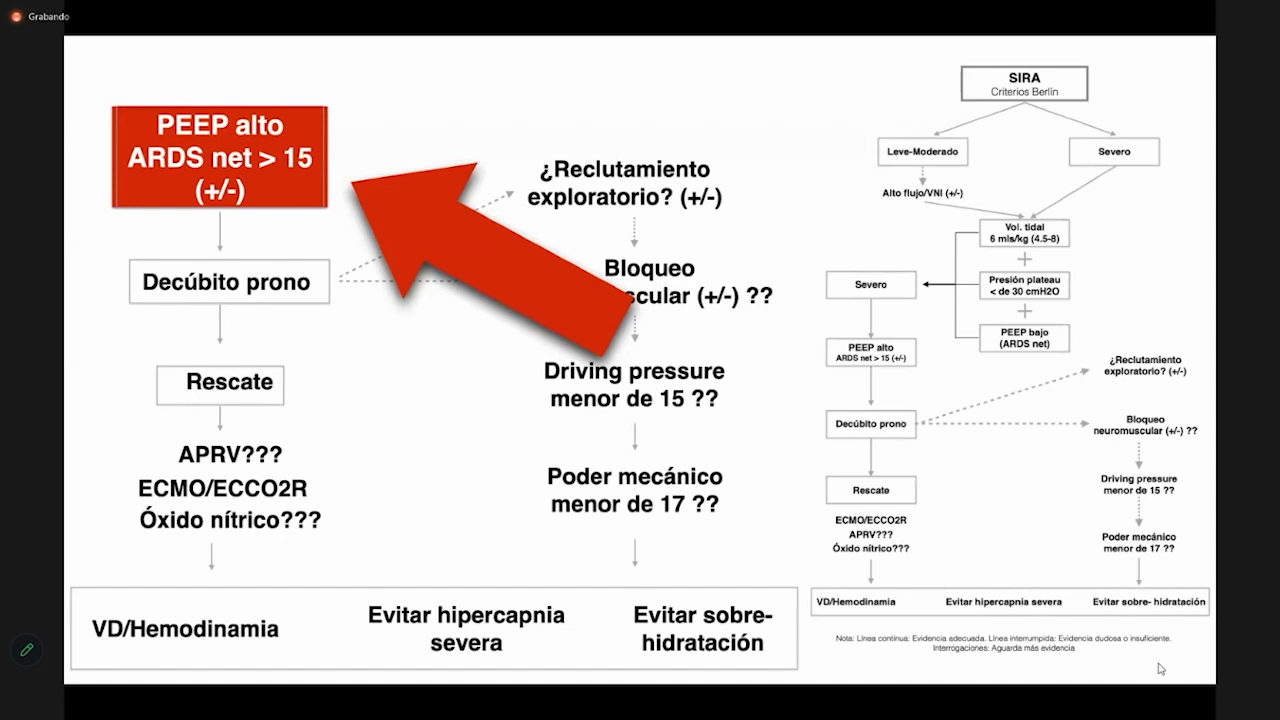 Grabando
PEEP alto
ARDS net > 15
(+/-)
Decúbito prono
Rescate
APRV???
ECMO/ECCO2R
Óxido nítrico???
¿Reclutamiento
exploratorio? (+/-)
Bloqueo
scular (+/-) ??
Driving pressure
menor de 15 ??
Poder mecánico
menor de 17 ??
VD/Hemodinamia
Evitar hipercapnia
severa
Evitar sobre-
hidratación
SIRA
Criterios Berlín
Leve-Moderado
Severo
Alto flujo/VNI (+/-)
Vol. tidal
6 mls/kg (4.5-8)
Presión plateau
< de 30 cmH2O
PEEP bajo
(ARDS net)
Severo
PEEP alto
ARDS net > 15 (+/-)
Decúbito prono
Rescate
ECMO/ECCO2R
APRV???
Óxido nítrico???
¿Reclutamiento
exploratorio? (+/-)
Bloqueo
neuromuscular (+/-) ??
Driving pressure
menor de 15 ??
Poder mecánico
menor de 17 ??
VD/Hemodinamia
Evitar hipercapnia severa
Evitar sobre- hidratación
Nota: Línea contínua: Evidencia adecuada. Línea interrumpida: Evidencia dudosa o insuficiente.
Interrogaciones: Aguarda más evidencia